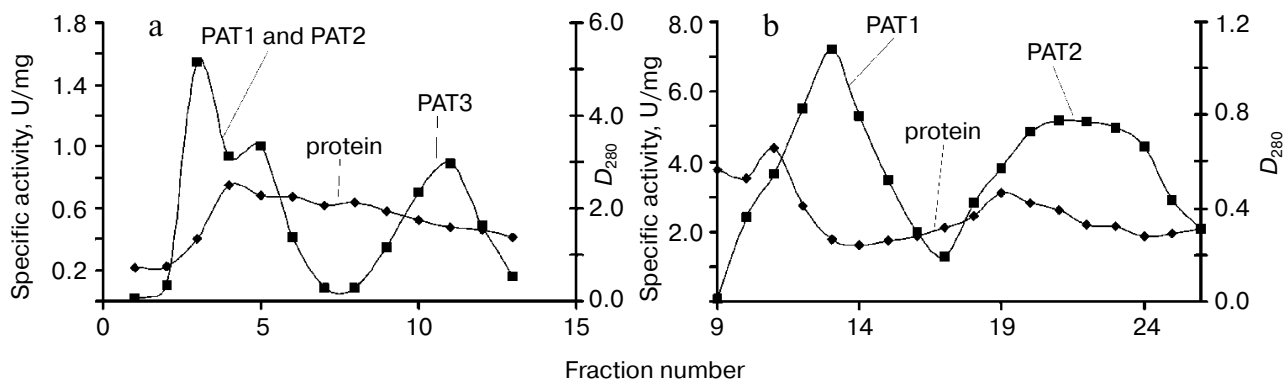 a
b
1.8
1.4
1.0
0.6
0.2
Specific activity, U/mg
6.0
4.0
2.0
0.0
D280
0
5
10
15
PAT1 and PAT2
protein
PAT3
8.0
6.0
4.0
2.0
Specific activity, U/mg
1.2
0.8
0.4
0.0
D280
9
14
19
24
PAT1
protein
PAT2
Fraction number